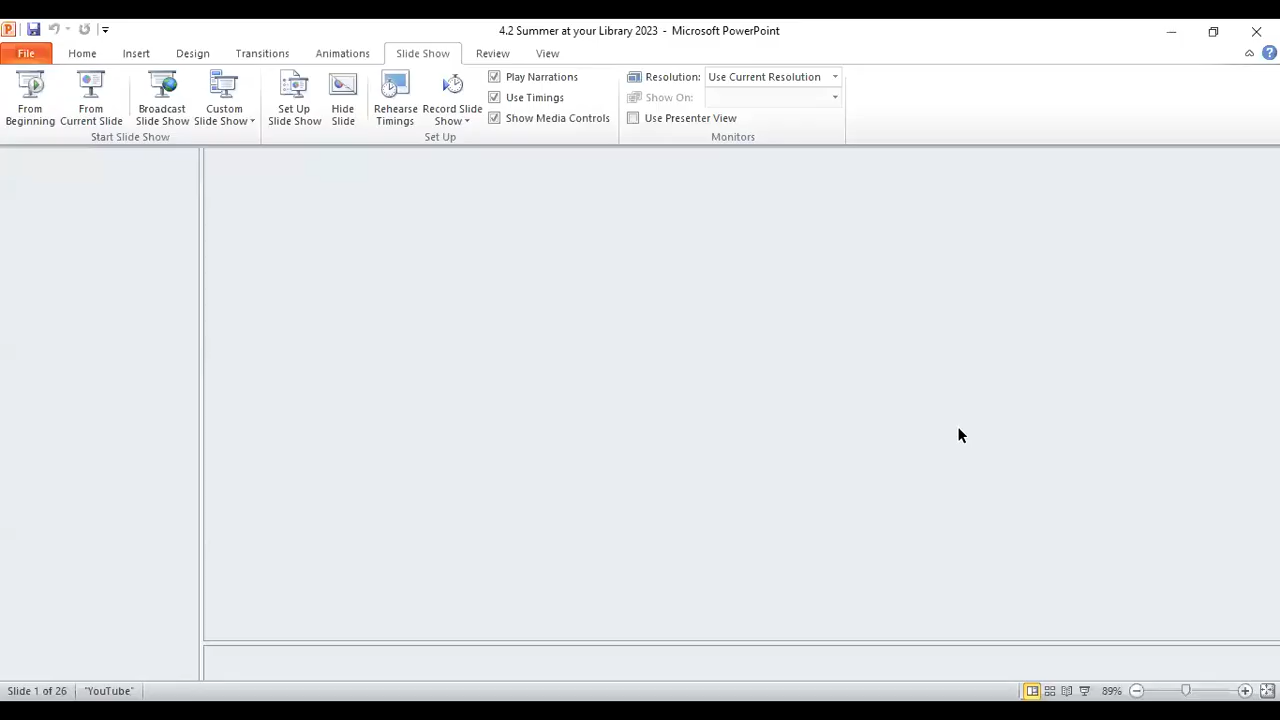 4.2 Summer at your Library 2023 - Microsoft PowerPoint
File Home Insert Design Transitions Animations Slide Show Review View
From Beginning
From Current Slide
Broadcast Slide Show
Custom Slide Show
Start Slide Show
Set Up Slide Show
Hide Slide
Rehearse Timings
Record Slide Show
Play Narrations
Use Timings
Show Media Controls
Set Up
Resolution: Use Current Resolution
Show On:
Use Presenter View
Monitors
Slide 1 of 26 "YouTube" 89%